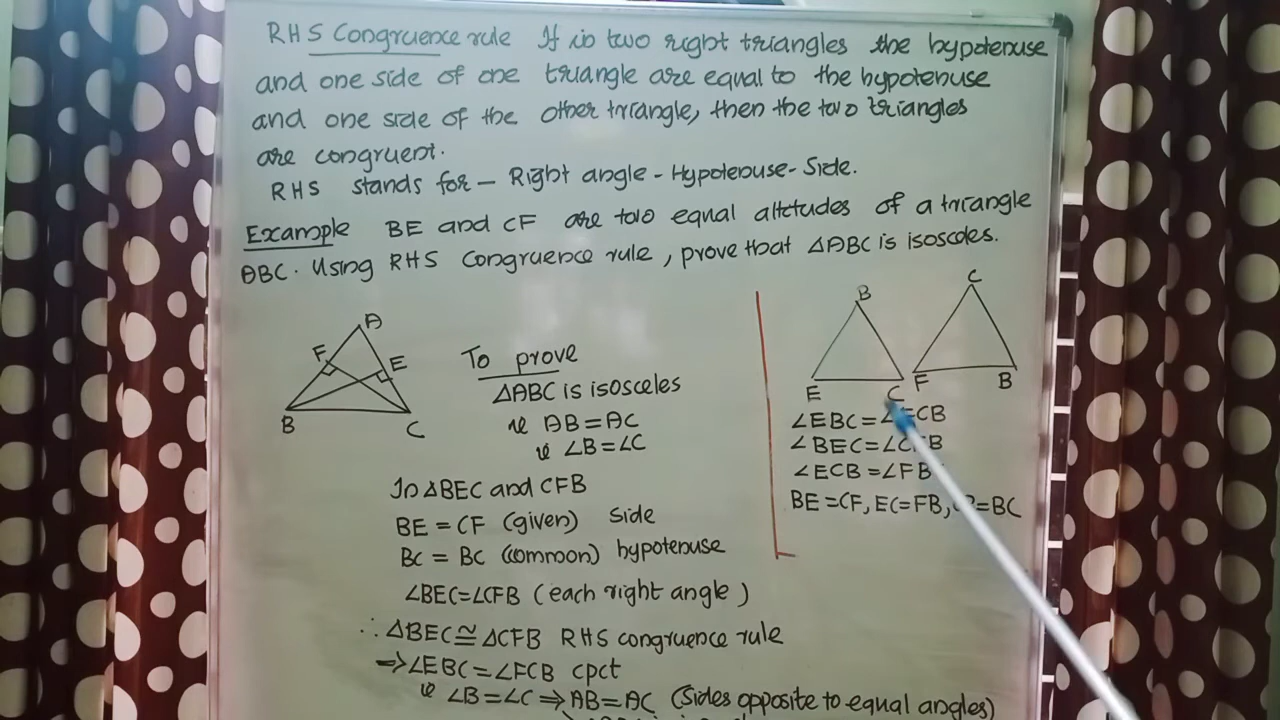 RHS Congruence rule If in two right triangles the hypotenuse
and one side of one triangle are equal to the hypotenuse
and one side of the other triangle, then the two triangles
are congruent.
RHS stands for – Right angle - Hypotenuse - Side.
Example BE and CF are two equal altitudes of a triangle
ABC. Using RHS Congruence rule, prove that ΔABC is isosceles.
A
F
E
B
C
To prove
ΔABC is isosceles
ie AB = AC
ie ∠B = ∠C
In ΔBEC and CFB
BE = CF (given) Side
BC = BC (common) hypotenuse
∠BEC = ∠CFB (each right angle)
∴ ΔBEC ≅ ΔCFB RHS congruence rule
⇒ ∠EBC = ∠FCB cpct
ie ∠B = ∠C ⇒ AB = AC (Sides opposite to equal angles)
B
E
C
C
F
B
∠EBC = ∠FCB
∠BEC = ∠CFB
∠ECB = ∠FB
BE = CF, EC = FB, = BC